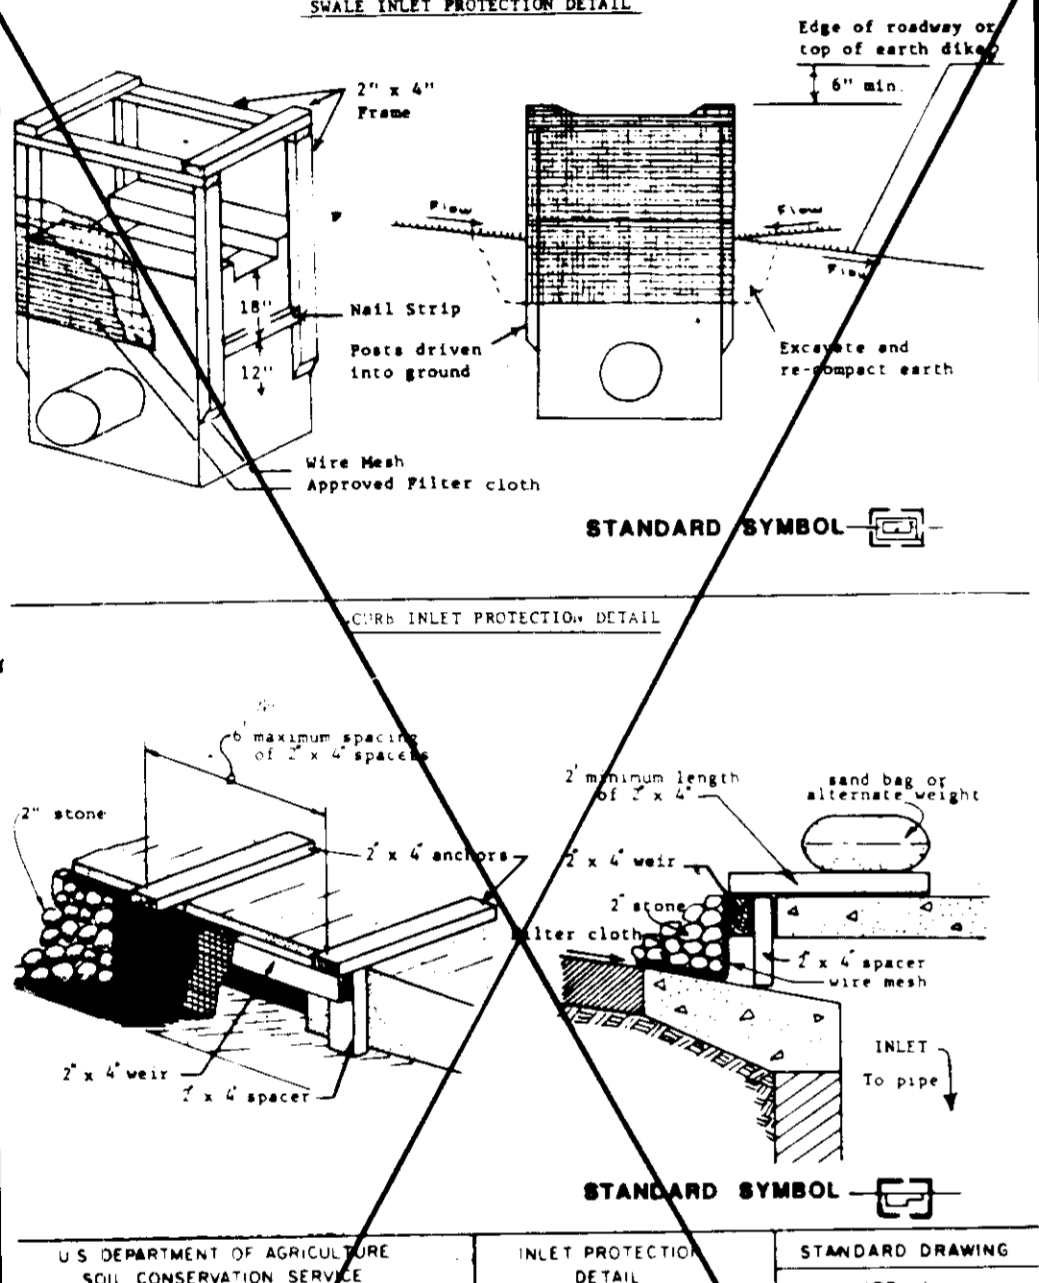 SWALE INLET PROTECTION DETAIL
Edge of roadway or
top of earth dike
6" min.
2" x 4"
Frame
Flow
Flow
Flow
18"
Nail Strip
Posts driven
into ground
12"
Excavate and
re-compact earth
Wire Mesh
Approved Filter cloth
STANDARD SYMBOL
CURB INLET PROTECTION DETAIL
6' maximum spacing
of 2" x 4" spacers
2" stone
2" x 4" anchors
2" x 4" weir
2" x 4" spacer
2' minimum length
of 2" x 4"
sand bag or
alternate weight
2" x 4" weir
2" stone
filter cloth
2" x 4" spacer
wire mesh
INLET
To pipe
STANDARD SYMBOL
U S DEPARTMENT OF AGRICULTURE
SOIL CONSERVATION SERVICE
INLET PROTECTION
DETAIL
STANDARD DRAWING